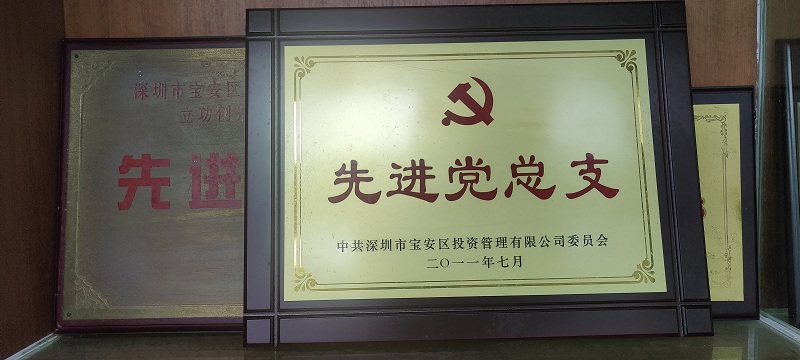 深圳市宝安区
立功创
先进
先进党总支
中共深圳市宝安区投资管理有限公司委员会
二〇一一年七月